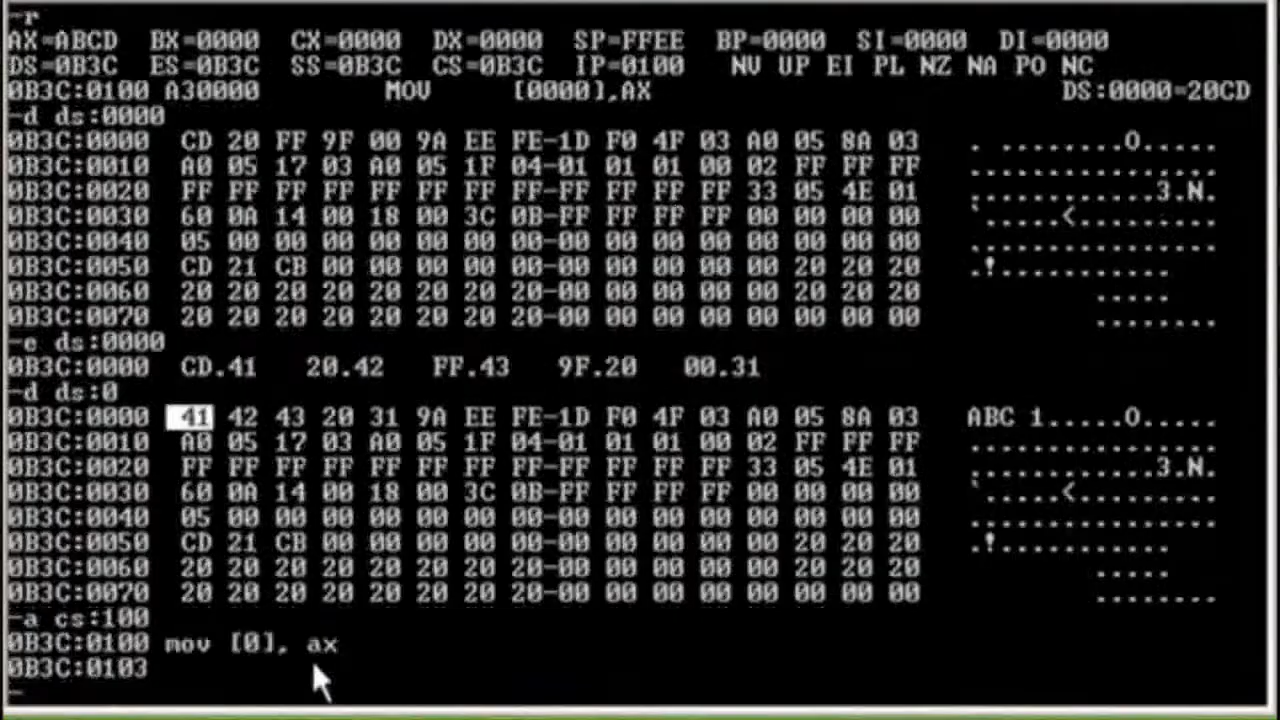 -r
AX=ABCD BX=0000 CX=0000 DX=0000 SP=FFEE BP=0000 SI=0000 DI=0000
DS=0B3C ES=0B3C SS=0B3C CS=0B3C IP=0100 NV UP EI PL NZ NA PO NC
0B3C:0100 A30000 MOV [0000],AX DS:0000=20CD
-d ds:0000
0B3C:0000 CD 20 FF 9F 00 9A EE FE-1D F0 4F 03 A0 05 8A 03 . ........O.....
0B3C:0010 A0 05 17 03 A0 05 1F 04-01 01 01 00 02 FF FF FF ................
0B3C:0020 FF FF FF FF FF FF FF FF-FF FF FF FF 33 05 4E 01 ............3.N.
0B3C:0030 60 0A 14 00 18 00 3C 0B-FF FF FF FF 00 00 00 00 `.....<.........
0B3C:0040 05 00 00 00 00 00 00 00-00 00 00 00 00 00 00 00 ................
0B3C:0050 CD 21 CB 00 00 00 00 00-00 00 00 00 00 20 20 20 .!...........
0B3C:0060 20 20 20 20 20 20 20 20-00 00 00 00 00 20 20 20 .....
0B3C:0070 20 20 20 20 20 20 20 20-00 00 00 00 00 00 00 00 ........
-e ds:0000
0B3C:0000 CD.41 20.42 FF.43 9F.20 00.31
-d ds:0
0B3C:0000 41 42 43 20 31 9A EE FE-1D F0 4F 03 A0 05 8A 03 ABC 1.....O.....
0B3C:0010 A0 05 17 03 A0 05 1F 04-01 01 01 00 02 FF FF FF ................
0B3C:0020 FF FF FF FF FF FF FF FF-FF FF FF FF 33 05 4E 01 ............3.N.
0B3C:0030 60 0A 14 00 18 00 3C 0B-FF FF FF FF 00 00 00 00 `.....<.........
0B3C:0040 05 00 00 00 00 00 00 00-00 00 00 00 00 00 00 00 ................
0B3C:0050 CD 21 CB 00 00 00 00 00-00 00 00 00 00 20 20 20 .!...........
0B3C:0060 20 20 20 20 20 20 20 20-00 00 00 00 00 20 20 20 .....
0B3C:0070 20 20 20 20 20 20 20 20-00 00 00 00 00 00 00 00 ........
-a cs:100
0B3C:0100 mov [0], ax
0B3C:0103
-